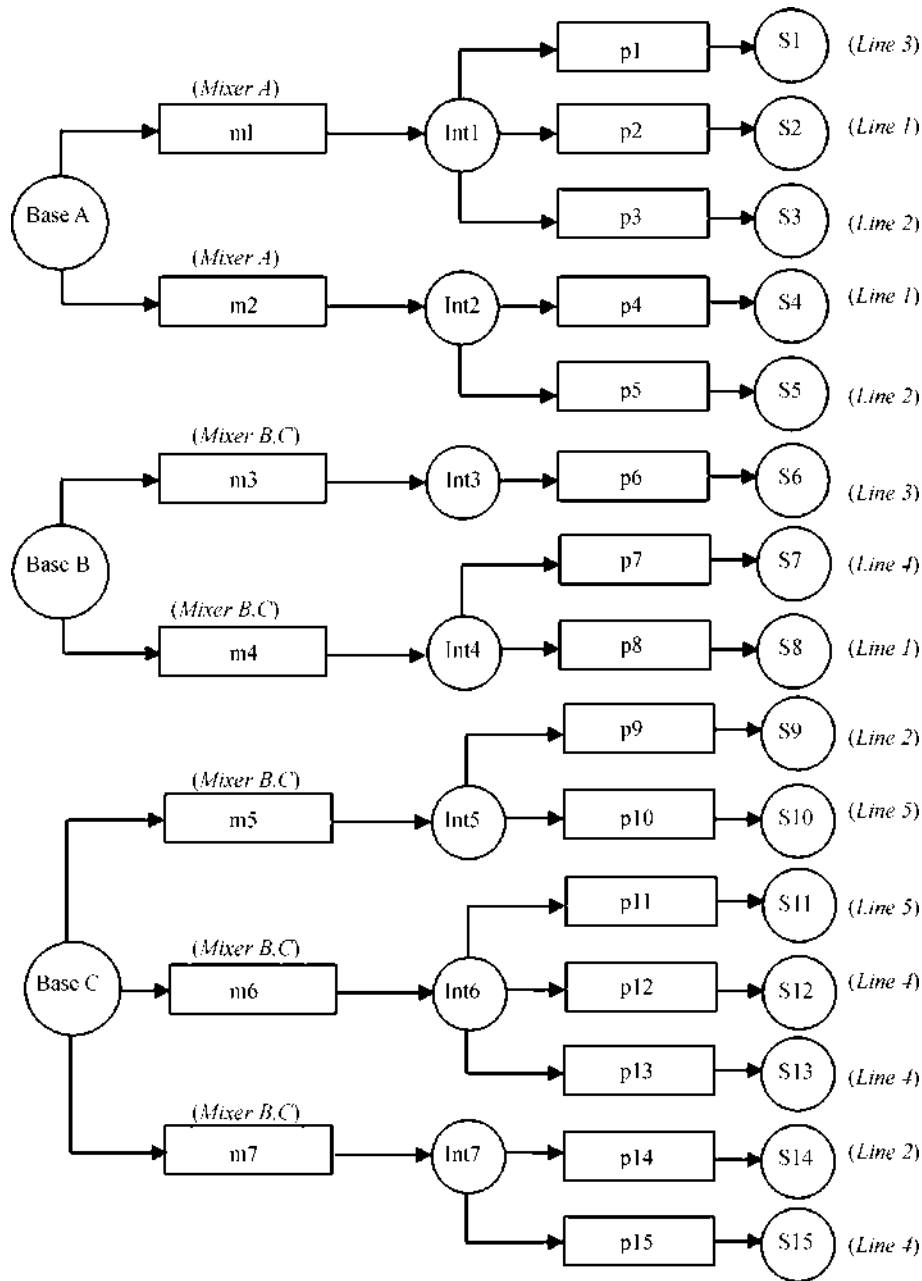 p1
S1
(Line 3)
(Mixer A)
m1
Int1
p2
S2
(Line 1)
Base A
p3
S3
(Line 2)
(Mixer A)
m2
Int2
p4
S4
(Line 1)
p5
S5
(Line 2)
(Mixer B,C)
m3
Int3
p6
S6
(Line 3)
Base B
p7
S7
(Line 4)
(Mixer B,C)
m4
Int4
p8
S8
(Line 1)
p9
S9
(Line 2)
(Mixer B,C)
m5
Int5
p10
S10
(Line 5)
p11
S11
(Line 5)
(Mixer B,C)
Base C
m6
Int6
p12
S12
(Line 4)
p13
S13
(Line 4)
(Mixer B,C)
m7
Int7
p14
S14
(Line 2)
p15
S15
(Line 4)